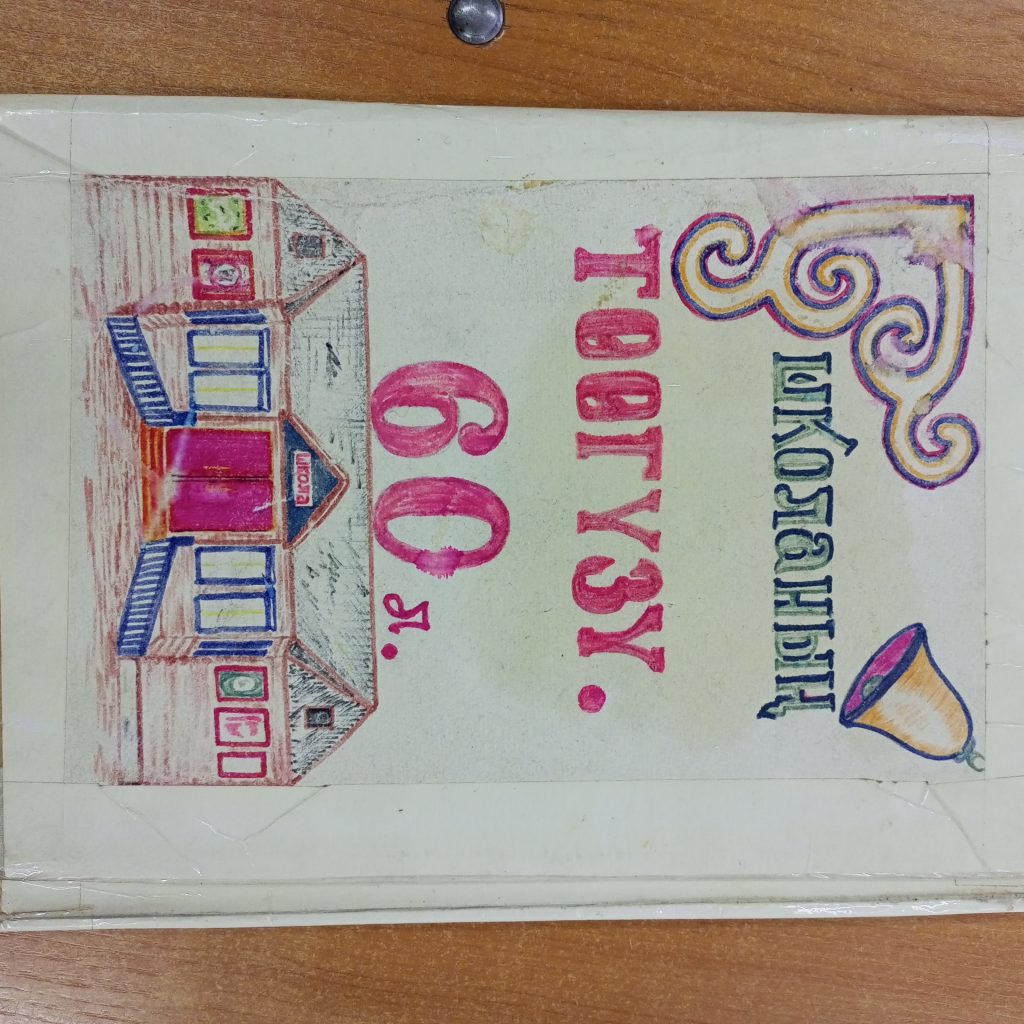 школаның
төөгүзү.
60 л.
школа